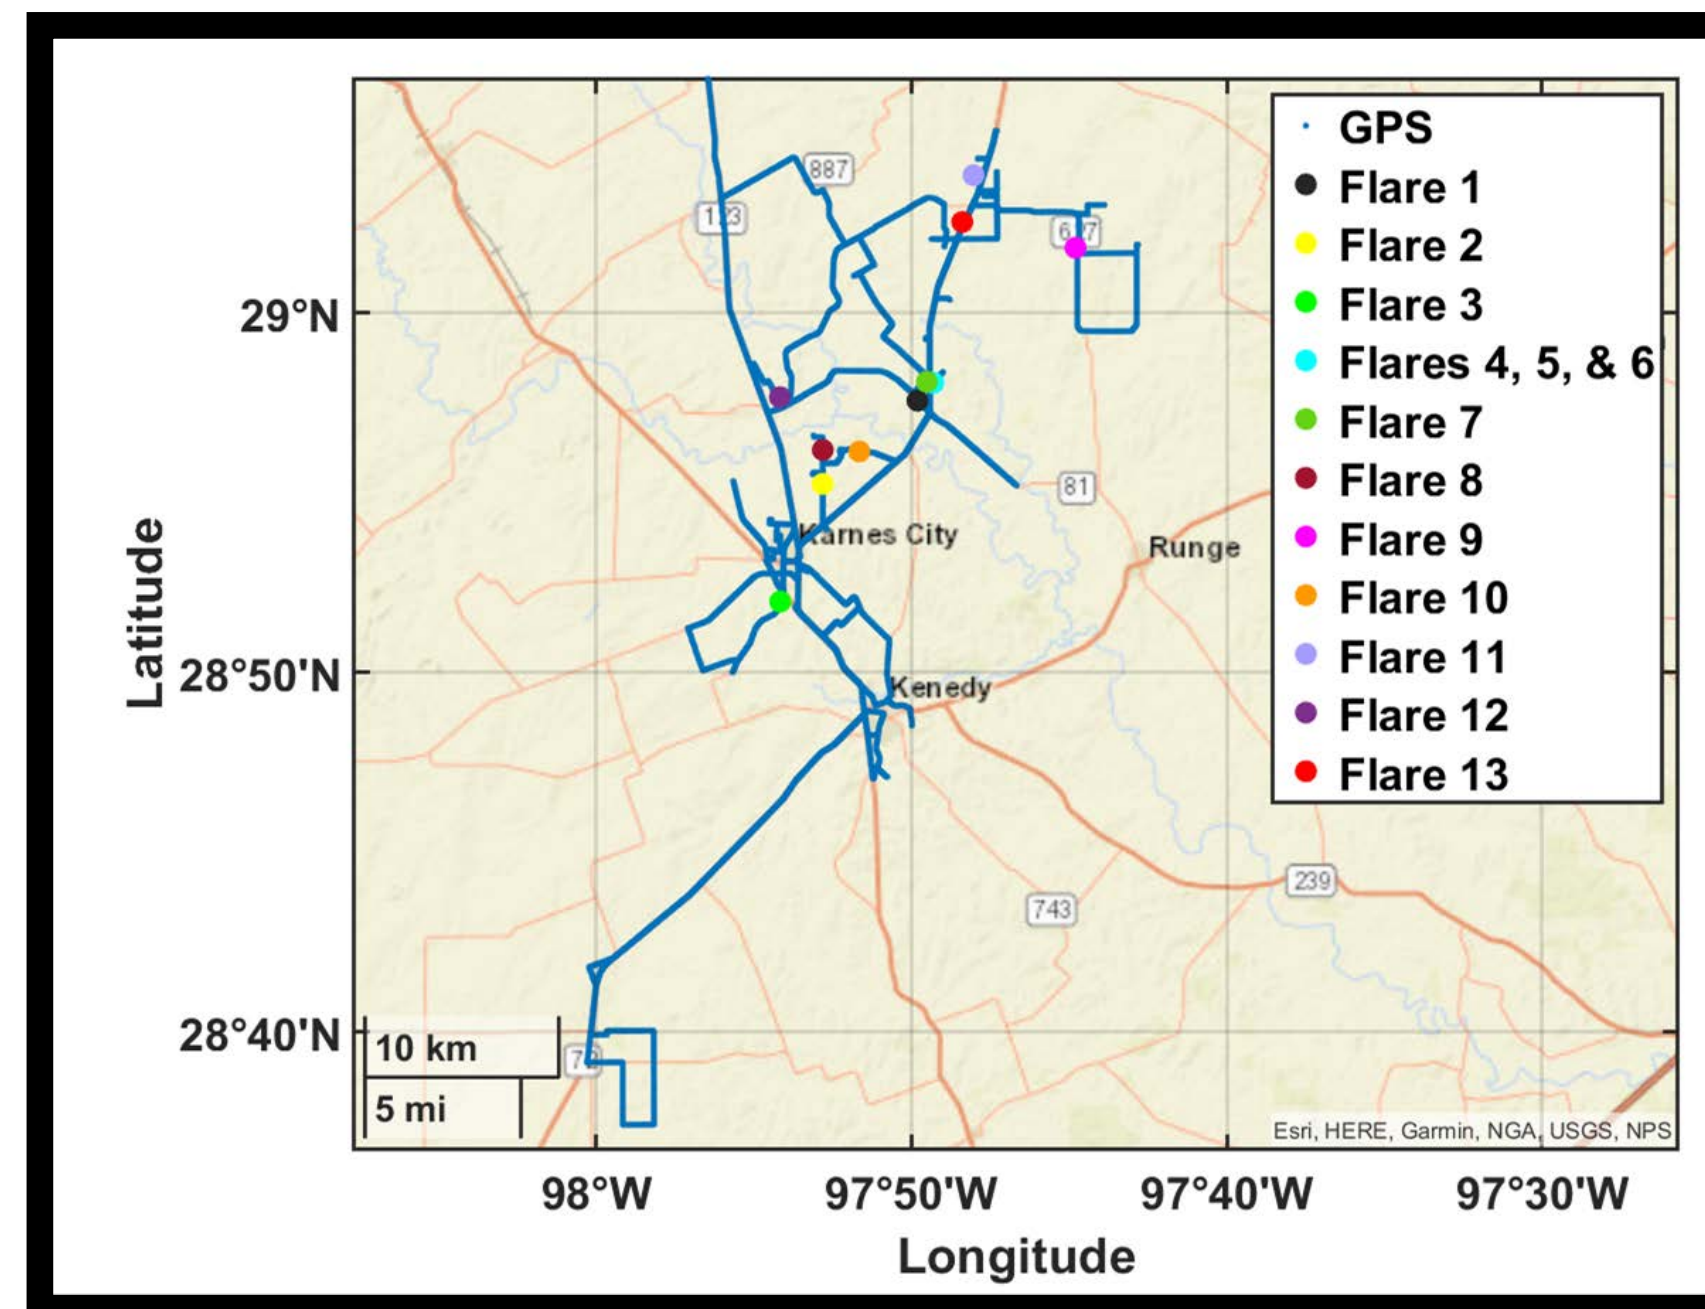 GPS
Flare 1
Flare 2
Flare 3
Flares 4, 5, & 6
Flare 7
Flare 8
Flare 9
Flare 10
Flare 11
Flare 12
Flare 13
887
123
29°N
81
Karnes City
Runge
Latitude
28°50'N
Kenedy
239
743
28°40'N
10 km
5 mi
Esri, HERE, Garmin, NGA, USGS, NPS
98°W
97°50'W
97°40'W
97°30'W
Longitude